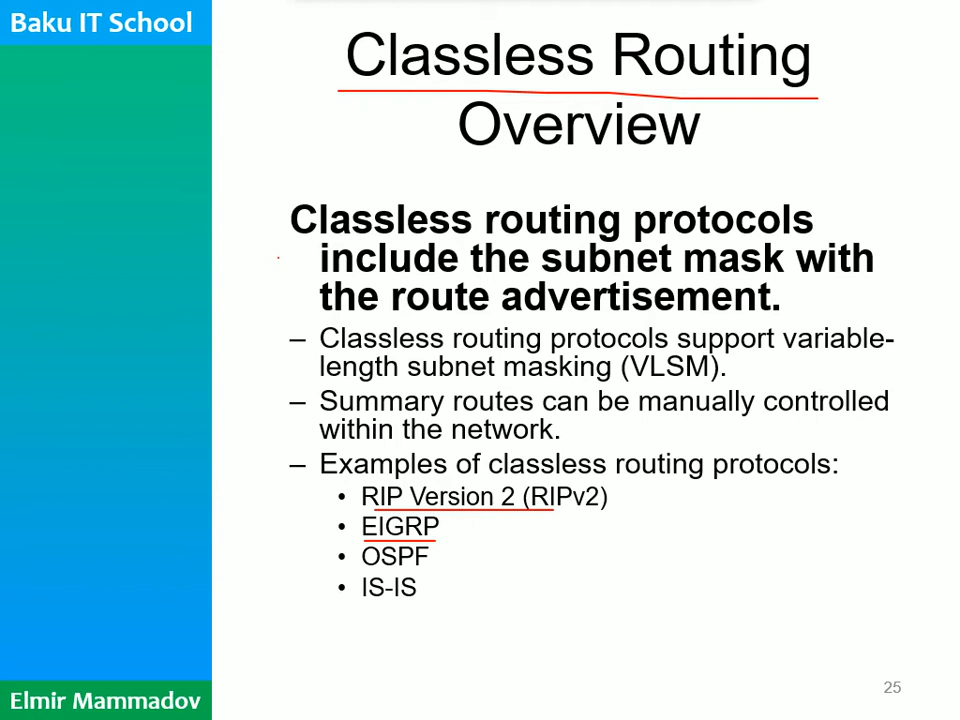 Baku IT School
Classless Routing
Overview
Classless routing protocols
include the subnet mask with
the route advertisement.
– Classless routing protocols support variable-
length subnet masking (VLSM).
– Summary routes can be manually controlled
within the network.
– Examples of classless routing protocols:
• RIP Version 2 (RIPv2)
• EIGRP
• OSPF
• IS-IS
25
Elmir Mammadov